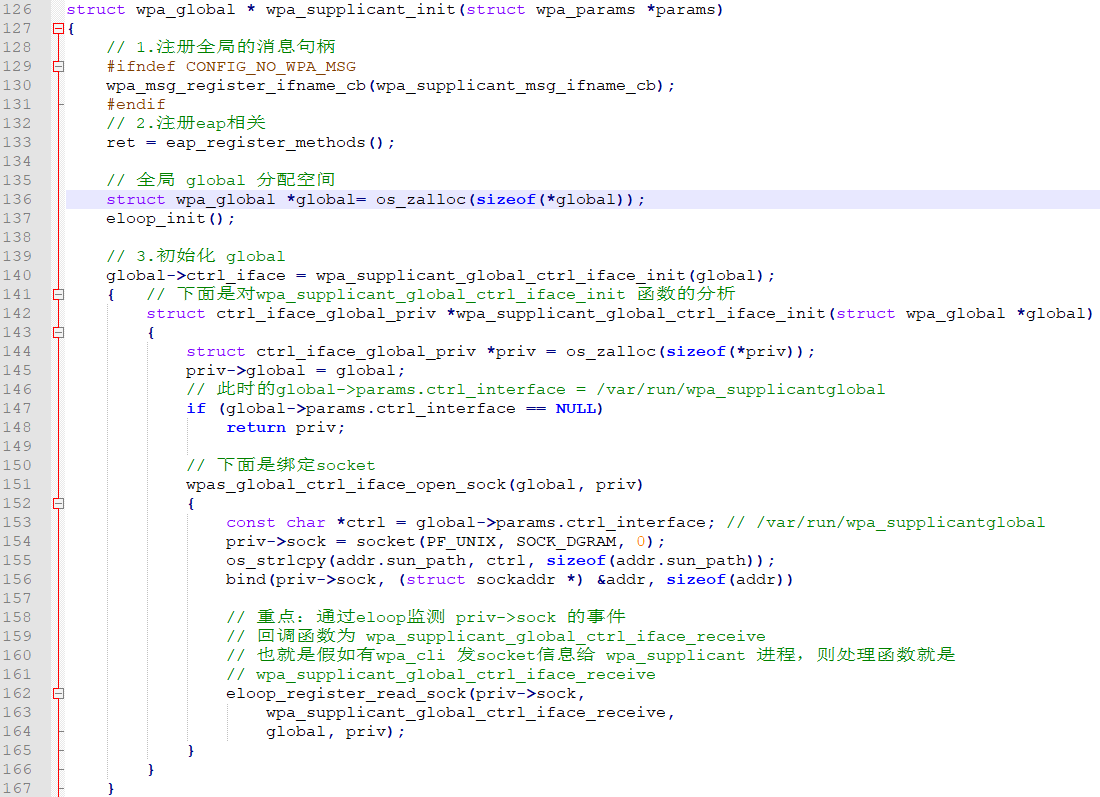 126 struct wpa_global * wpa_supplicant_init(struct wpa_params *params)
127 {
128 // 1.注册全局的消息句柄
129 #ifndef CONFIG_NO_WPA_MSG
130 wpa_msg_register_ifname_cb(wpa_supplicant_msg_ifname_cb);
131 #endif
132 // 2.注册eap相关
133 ret = eap_register_methods();
134
135 // 全局 global 分配空间
136 struct wpa_global *global= os_zalloc(sizeof(*global));
137 eloop_init();
138
139 // 3.初始化 global
140 global->ctrl_iface = wpa_supplicant_global_ctrl_iface_init(global);
141 { // 下面是对wpa_supplicant_global_ctrl_iface_init 函数的分析
142 struct ctrl_iface_global_priv *wpa_supplicant_global_ctrl_iface_init(struct wpa_global *global)
143 {
144 struct ctrl_iface_global_priv *priv = os_zalloc(sizeof(*priv));
145 priv->global = global;
146 // 此时的global->params.ctrl_interface = /var/run/wpa_supplicantglobal
147 if (global->params.ctrl_interface == NULL)
148 return priv;
149
150 // 下面是绑定socket
151 wpas_global_ctrl_iface_open_sock(global, priv)
152 {
153 const char *ctrl = global->params.ctrl_interface; // /var/run/wpa_supplicantglobal
154 priv->sock = socket(PF_UNIX, SOCK_DGRAM, 0);
155 os_strlcpy(addr.sun_path, ctrl, sizeof(addr.sun_path));
156 bind(priv->sock, (struct sockaddr *) &addr, sizeof(addr))
157
158 // 重点：通过eloop监测 priv->sock 的事件
159 // 回调函数为 wpa_supplicant_global_ctrl_iface_receive
160 // 也就是假如有wpa_cli 发socket信息给 wpa_supplicant 进程，则处理函数就是
161 // wpa_supplicant_global_ctrl_iface_receive
162 eloop_register_read_sock(priv->sock,
163 wpa_supplicant_global_ctrl_iface_receive,
164 global, priv);
165 }
166 }
167 }